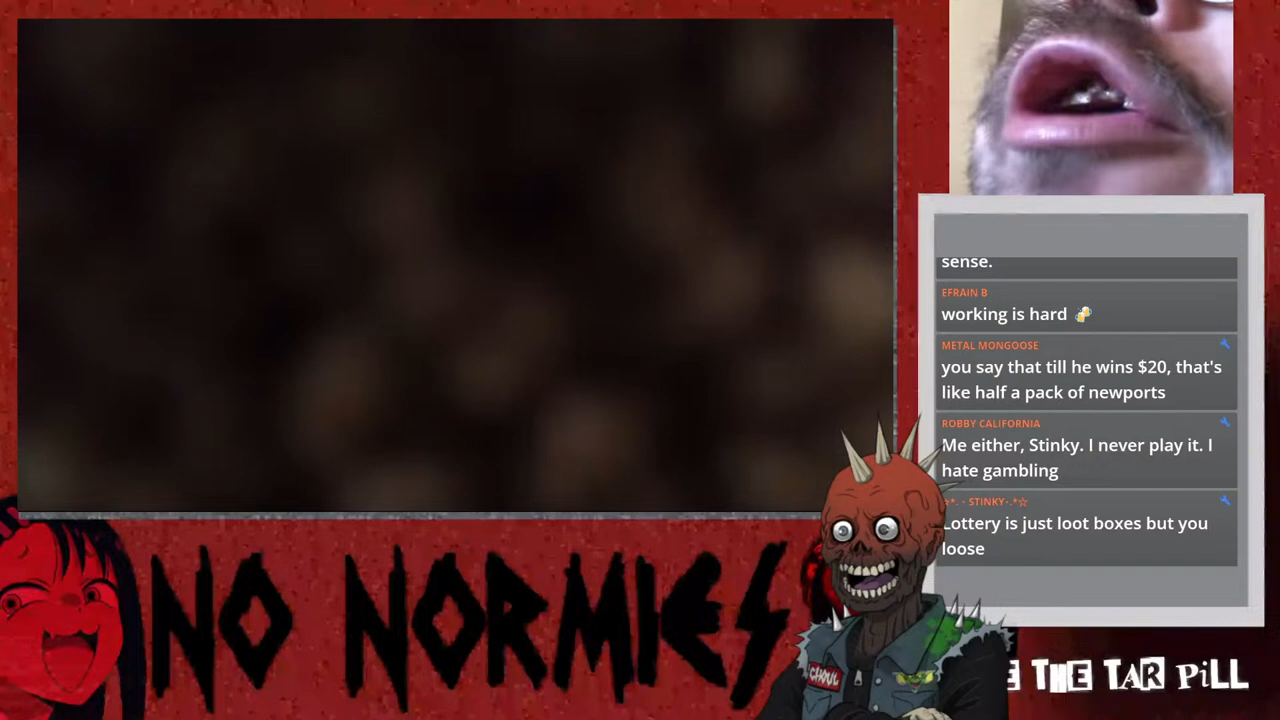 sense.
EFRAIN B
working is hard
METAL MONGOOSE
you say that till he wins $20, that's
like half a pack of newports
ROBBY CALIFORNIA
Me either, Stinky. I never play it. I
hate gambling
*. - STINKY-.*☆
Lottery is just loot boxes but you
loose
NO NORMIES
GHOUL
E THE TAR PiLL